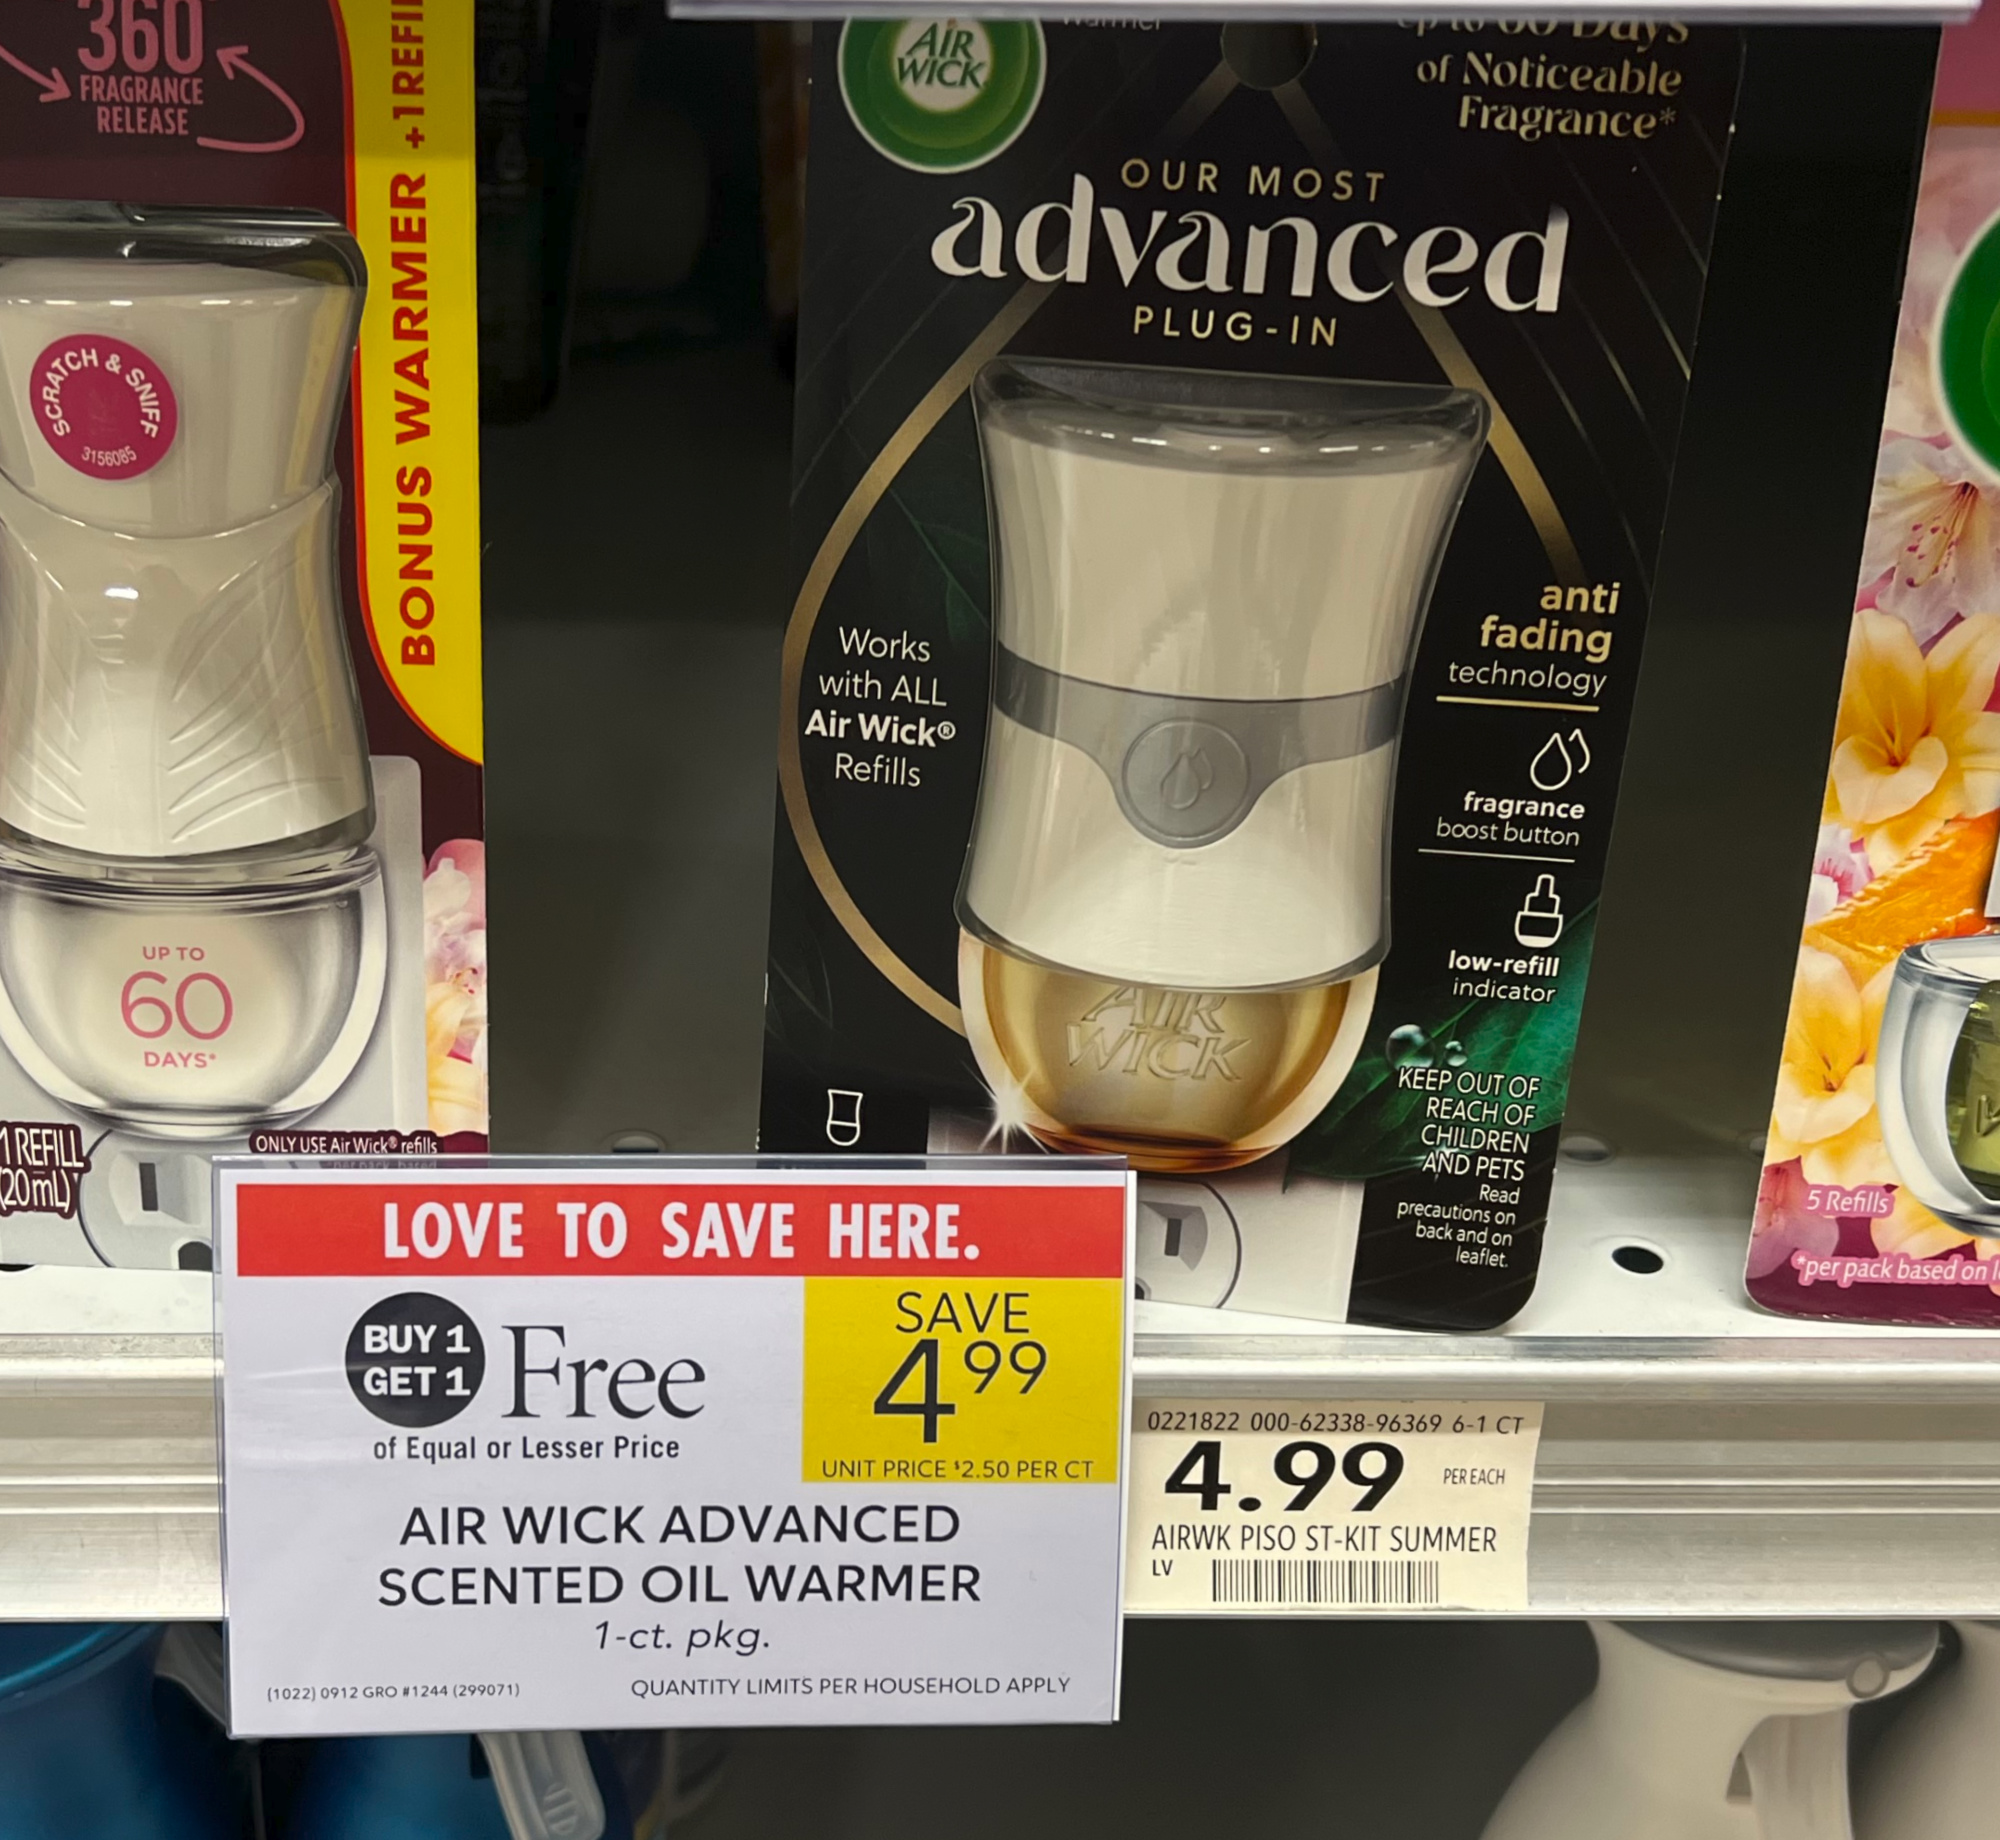 360°
FRAGRANCE
RELEASE
BONUS WARMER +1 REFI
SCRATCH & SNIFF
3156085
UP TO
60
DAYS*
1 REFILL
(20mL)
ONLY USE Air Wick® refills
AIR
WICK
Warmer
up to 60 Days
of Noticeable
Fragrance*
OUR MOST
advanced
PLUG-IN
Works
with ALL
Air Wick®
Refills
anti
fading
technology
fragrance
boost button
low-refill
indicator
AIR
WICK
KEEP OUT OF
REACH OF
CHILDREN
AND PETS
Read
precautions on
back and on
leaflet.
5 Refills
*per pack based on
LOVE TO SAVE HERE.
BUY 1
GET 1
Free
of Equal or Lesser Price
SAVE
4 99
UNIT PRICE $2.50 PER CT
AIR WICK ADVANCED
SCENTED OIL WARMER
1-ct. pkg.
(1022) 0912 GRO #1244 (299071)
QUANTITY LIMITS PER HOUSEHOLD APPLY
0221822 000-62338-96369 6-1 CT
4.99
PER EACH
AIRWK PISO ST-KIT SUMMER
LV